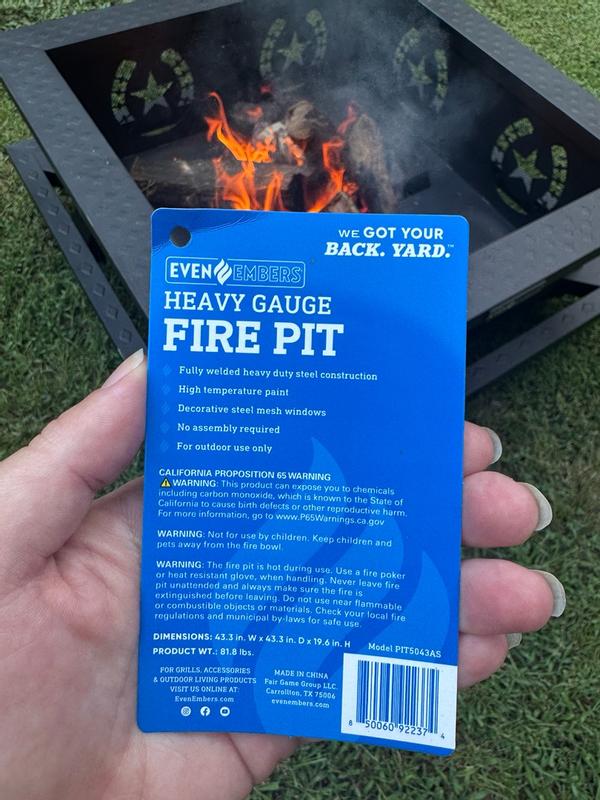 WE GOT YOUR
BACK. YARD.™
EVEN EMBERS
HEAVY GAUGE
FIRE PIT
Fully welded heavy duty steel construction
High temperature paint
Decorative steel mesh windows
No assembly required
For outdoor use only
CALIFORNIA PROPOSITION 65 WARNING
⚠WARNING: This product can expose you to chemicals
including carbon monoxide, which is known to the State of
California to cause birth defects or other reproductive harm.
For more information, go to www.P65Warnings.ca.gov
WARNING: Not for use by children. Keep children and
pets away from the fire bowl.
WARNING: The fire pit is hot during use. Use a fire poker
or heat resistant glove, when handling. Never leave fire
pit unattended and always make sure the fire is
extinguished before leaving. Do not use near flammable
or combustible objects or materials. Check your local fire
regulations and municipal by-laws for safe use.
DIMENSIONS: 43.3 in. W x 43.3 in. D x 19.6 in. H
PRODUCT WT.: 81.8 lbs.
Model PIT5043AS
FOR GRILLS, ACCESSORIES
& OUTDOOR LIVING PRODUCTS
VISIT US ONLINE AT:
EvenEmbers.com
MADE IN CHINA
Fair Game Group LLC.
Carrollton, TX 75006
evenembers.com
8 50060 92237 4